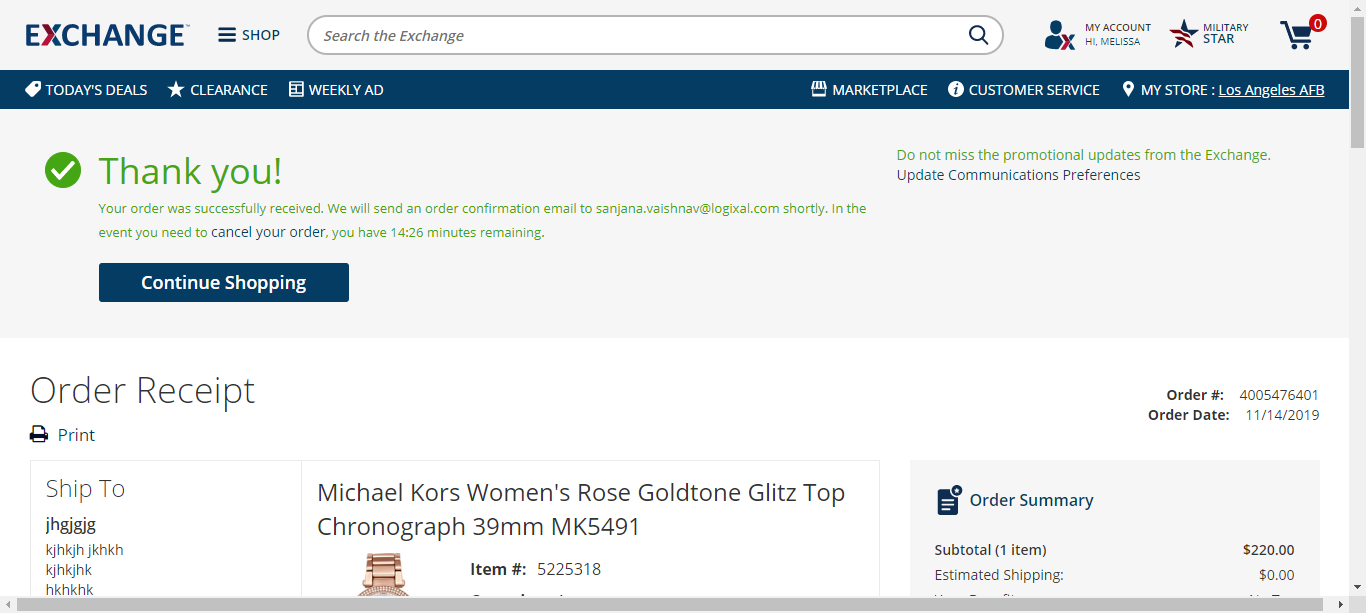 EXCHANGE
SHOP
Search the Exchange
MY ACCOUNT
HI, MELISSA
MILITARY
STAR
0
TODAY'S DEALS
CLEARANCE
WEEKLY AD
MARKETPLACE
CUSTOMER SERVICE
MY STORE : Los Angeles AFB
Thank you!
Your order was successfully received. We will send an order confirmation email to sanjana.vaishnav@logixal.com shortly. In the
event you need to cancel your order, you have 14:26 minutes remaining.
Do not miss the promotional updates from the Exchange.
Update Communications Preferences
Continue Shopping
Order Receipt
Print
Order #: 4005476401
Order Date: 11/14/2019
Ship To
jhgjgjg
kjhkjh jkhkh
kjhkjhk
hkhkhk
Michael Kors Women's Rose Goldtone Glitz Top
Chronograph 39mm MK5491
Item #: 5225318
Order Summary
Subtotal (1 item) $220.00
Estimated Shipping: $0.00